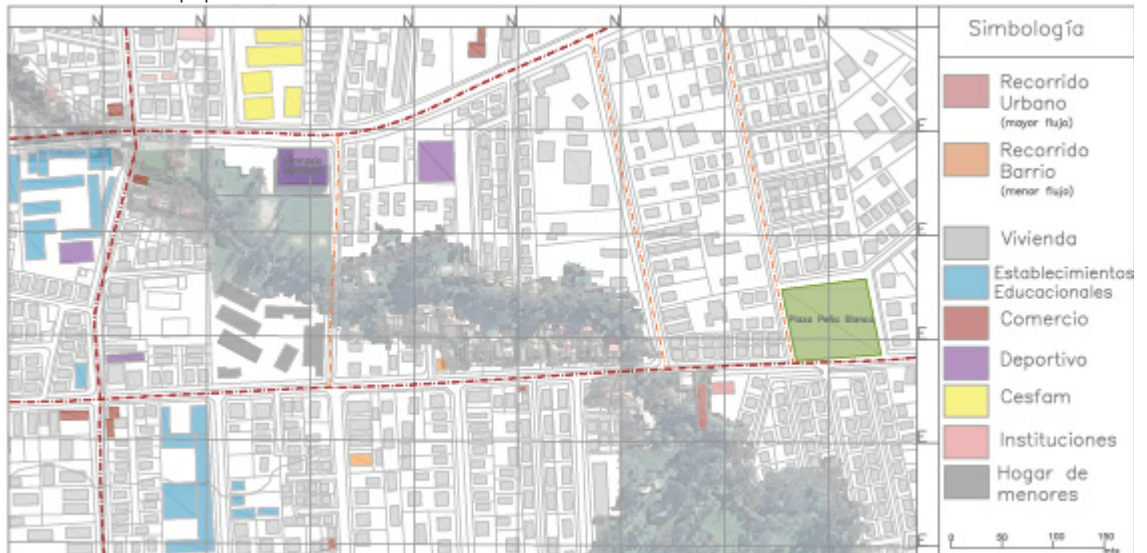 N N N N N N N N
Simbología
Recorrido
Urbano
(mayor flujo)
Recorrido
Barrio
(menor flujo)
Vivienda
Establecimientos
Educacionales
Comercio
Deportivo
Cesfam
Instituciones
Hogar de
menores
0 50 100 150
mts
E
E
E
E
E
Plaza Peña Blanca